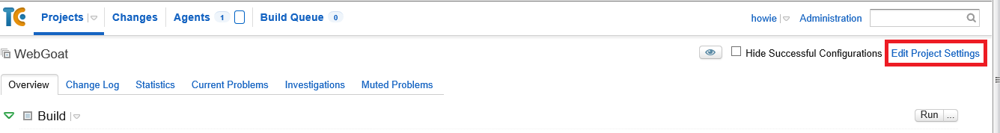 TC Projects Changes Agents 1 Build Queue 0 howie Administration
WebGoat Hide Successful Configurations Edit Project Settings
Overview Change Log Statistics Current Problems Investigations Muted Problems
Build Run ...